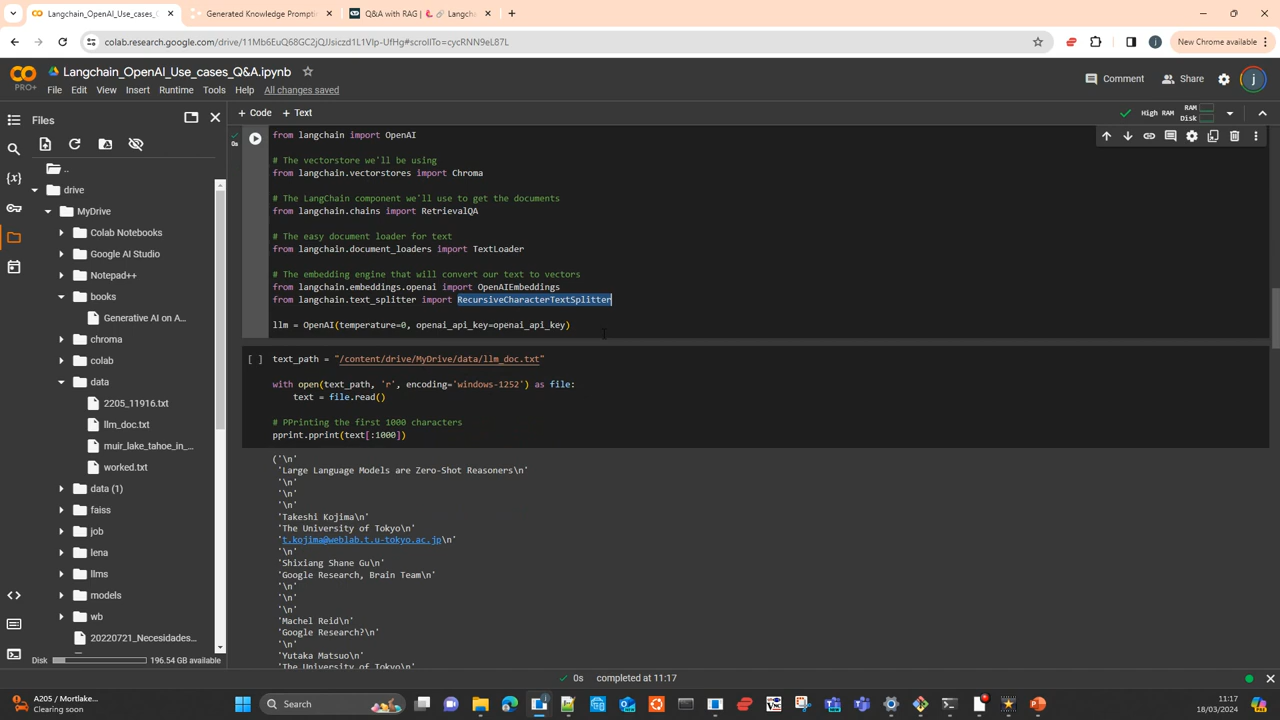 Langchain_OpenAI_Use_cases_
Generated Knowledge Prompti
Q&A with RAG | 🦜🔗 Langcha
colab.research.google.com/drive/11Mb6EuQ68GC2jQJJsiczd1L1VIp-UfHg#scrollTo=cycRNN9eL87L
New Chrome available
Langchain_OpenAI_Use_cases_Q&A.ipynb
PRO+
File Edit View Insert Runtime Tools Help All changes saved
Comment
Share
j
Files
+ Code + Text
High RAM
RAM
Disk
..
drive
MyDrive
Colab Notebooks
Google AI Studio
Notepad++
books
Generative AI on A...
chroma
colab
data
2205_11916.txt
llm_doc.txt
muir_lake_tahoe_in_...
worked.txt
data (1)
faiss
job
lena
llms
models
wb
20220721_Necesidades...
Disk 196.54 GB available
0s
from langchain import OpenAI
# The vectorstore we'll be using
from langchain.vectorstores import Chroma
# The LangChain component we'll use to get the documents
from langchain.chains import RetrievalQA
# The easy document loader for text
from langchain.document_loaders import TextLoader
# The embedding engine that will convert our text to vectors
from langchain.embeddings.openai import OpenAIEmbeddings
from langchain.text_splitter import RecursiveCharacterTextSplitter
llm = OpenAI(temperature=0, openai_api_key=openai_api_key)
[ ] text_path = "/content/drive/MyDrive/data/llm_doc.txt"
with open(text_path, 'r', encoding='windows-1252') as file:
text = file.read()
# PPrinting the first 1000 characters
pprint.pprint(text[:1000])
('\n'
'Large Language Models are Zero-Shot Reasoners\n'
'\n'
'\n'
'\n'
'Takeshi Kojima\n'
'The University of Tokyo\n'
't.kojima@weblab.t.u-tokyo.ac.jp\n'
'\n'
'Shixiang Shane Gu\n'
'Google Research, Brain Team\n'
'\n'
'\n'
'\n'
'Machel Reid\n'
'Google Research?\n'
'\n'
'Yutaka Matsuo\n'
'The University of Tokyo\n'
0s completed at 11:17
A205 / Mortlake...
Clearing soon
Search
11:17
18/03/2024